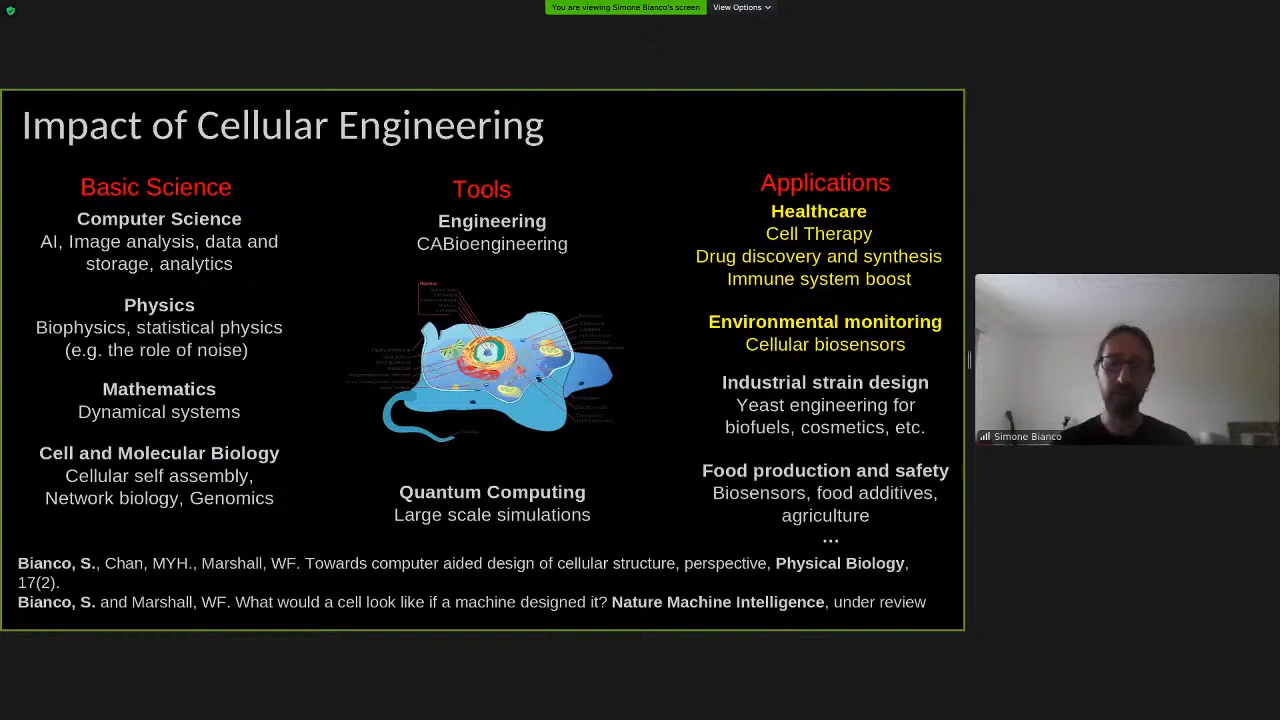 You are viewing Simone Bianco's screen
View Options
Impact of Cellular Engineering
Basic Science
Computer Science
AI, Image analysis, data and
storage, analytics
Physics
Biophysics, statistical physics
(e.g. the role of noise)
Mathematics
Dynamical systems
Cell and Molecular Biology
Cellular self assembly,
Network biology, Genomics
Tools
Engineering
CABioengineering
Quantum Computing
Large scale simulations
Applications
Healthcare
Cell Therapy
Drug discovery and synthesis
Immune system boost
Environmental monitoring
Cellular biosensors
Industrial strain design
Yeast engineering for
biofuels, cosmetics, etc.
Food production and safety
Biosensors, food additives,
agriculture
...
Bianco, S., Chan, MYH., Marshall, WF. Towards computer aided design of cellular structure, perspective, Physical Biology,
17(2).
Bianco, S. and Marshall, WF. What would a cell look like if a machine designed it? Nature Machine Intelligence, under review
Simone Bianco